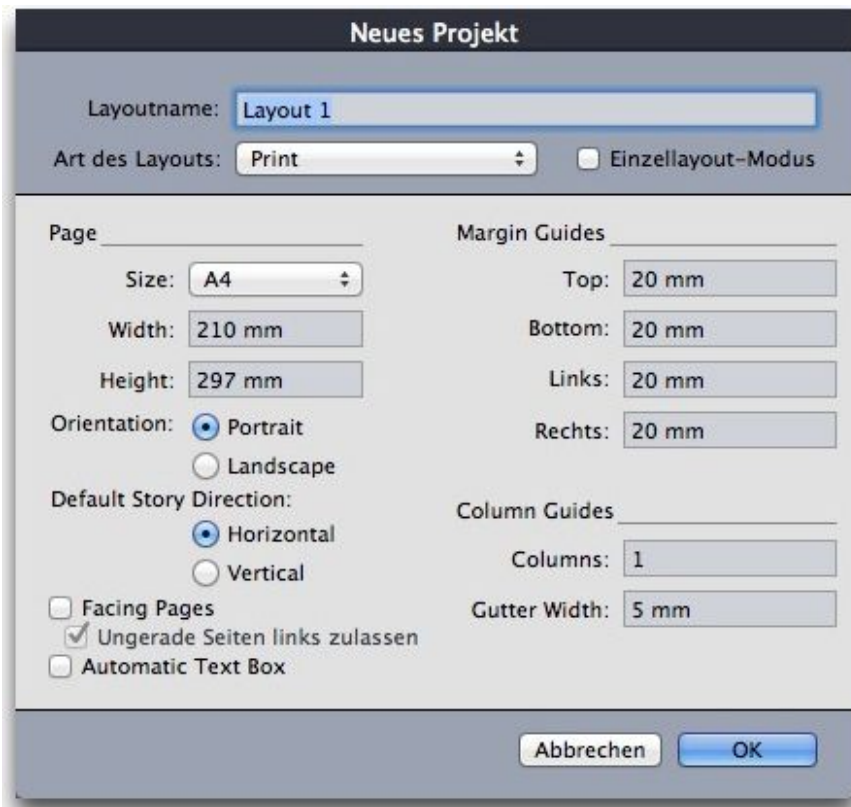 Neues Projekt
Layoutname: Layout 1
Art des Layouts: Print Einzellayout-Modus
Page
Size: A4
Width: 210 mm
Height: 297 mm
Orientation: Portrait
Landscape
Default Story Direction:
Horizontal
Vertical
Facing Pages
Ungerade Seiten links zulassen
Automatic Text Box
Margin Guides
Top: 20 mm
Bottom: 20 mm
Links: 20 mm
Rechts: 20 mm
Column Guides
Columns: 1
Gutter Width: 5 mm
Abbrechen OK